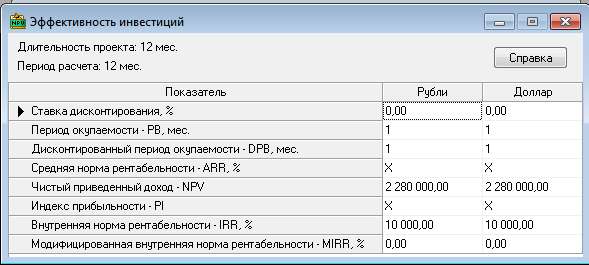 Эффективность инвестиций
Длительность проекта: 12 мес.
Период расчета: 12 мес.
Справка
Показатель Рубли Доллар
Ставка дисконтирования, % 0,00 0,00
Период окупаемости - PB, мес. 1 1
Дисконтированный период окупаемости - DPB, мес. 1 1
Средняя норма рентабельности - ARR, % X X
Чистый приведенный доход - NPV 2 280 000,00 2 280 000,00
Индекс прибыльности - PI X X
Внутренняя норма рентабельности - IRR, % 10 000,00 10 000,00
Модифицированная внутренняя норма рентабельности - MIRR, % 0,00 0,00